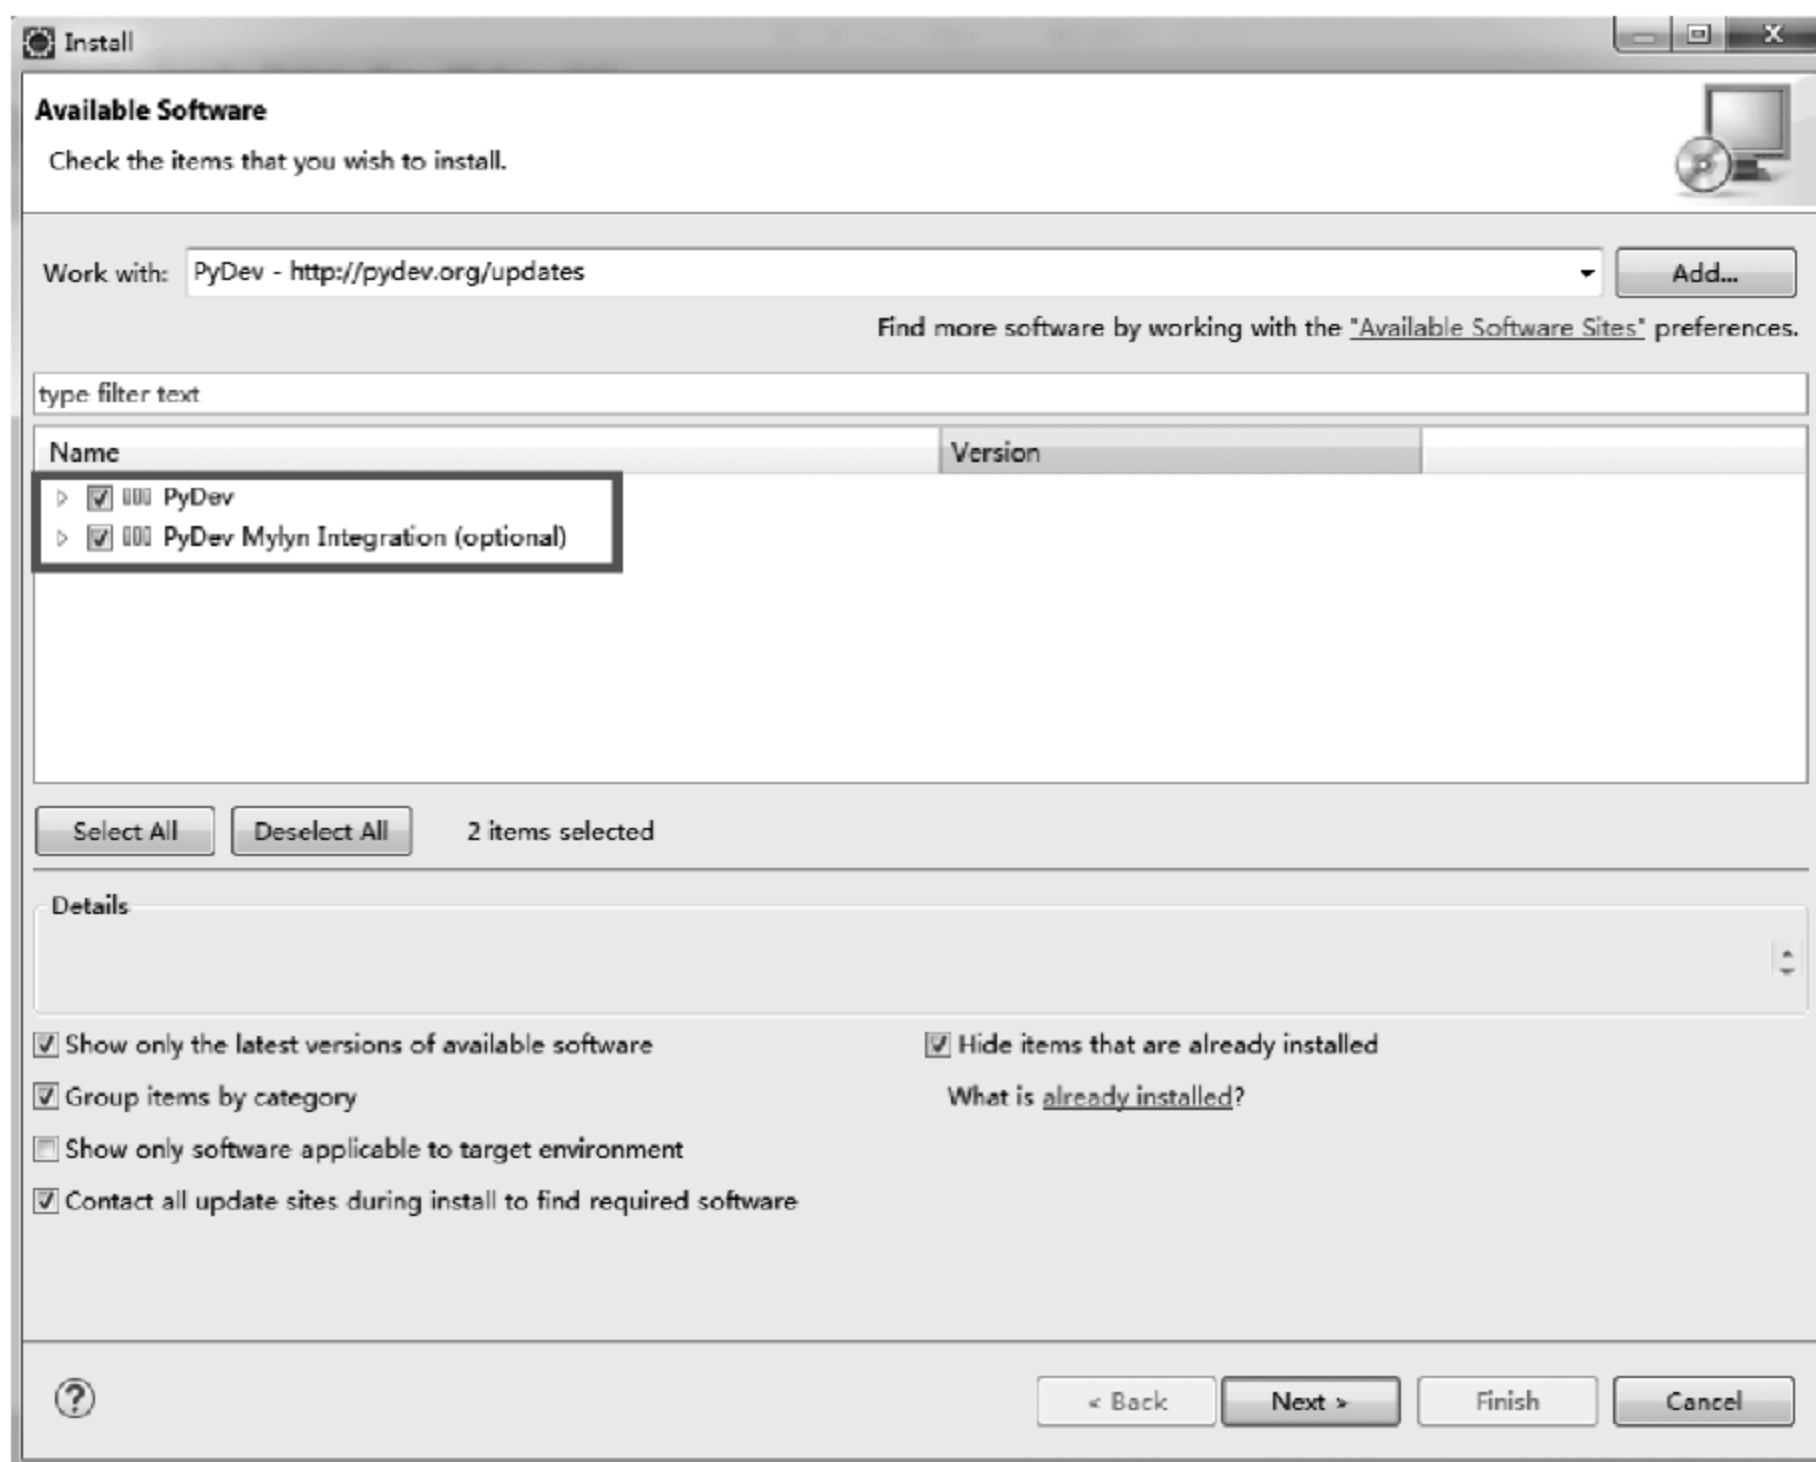 Install
Available Software
Check the items that you wish to install.
Work with: PyDev - http://pydev.org/updates Add...
Find more software by working with the "Available Software Sites" preferences.
type filter text
Name Version
PyDev
PyDev Mylyn Integration (optional)
Select All Deselect All 2 items selected
Details
Show only the latest versions of available software Hide items that are already installed
Group items by category What is already installed?
Show only software applicable to target environment
Contact all update sites during install to find required software
? < Back Next > Finish Cancel